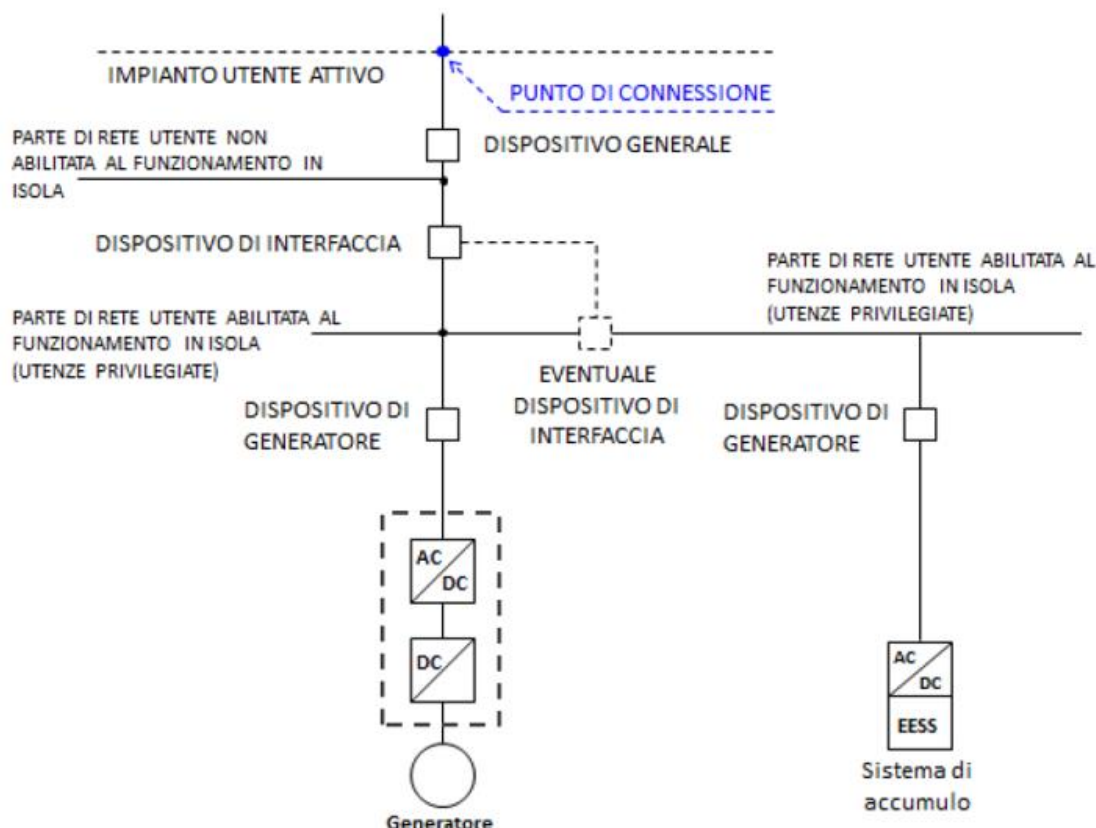 IMPIANTO UTENTE ATTIVO
PUNTO DI CONNESSIONE
PARTE DI RETE UTENTE NON
ABILITATA AL FUNZIONAMENTO IN
ISOLA
DISPOSITIVO GENERALE
DISPOSITIVO DI INTERFACCIA
PARTE DI RETE UTENTE ABILITATA AL
FUNZIONAMENTO IN ISOLA
(UTENZE PRIVILEGIATE)
PARTE DI RETE UTENTE ABILITATA AL
FUNZIONAMENTO IN ISOLA
(UTENZE PRIVILEGIATE)
EVENTUALE
DISPOSITIVO DI
INTERFACCIA
DISPOSITIVO DI
GENERATORE
DISPOSITIVO DI
GENERATORE
AC
DC
DC
AC
DC
EESS
Sistema di
accumulo
Generatore